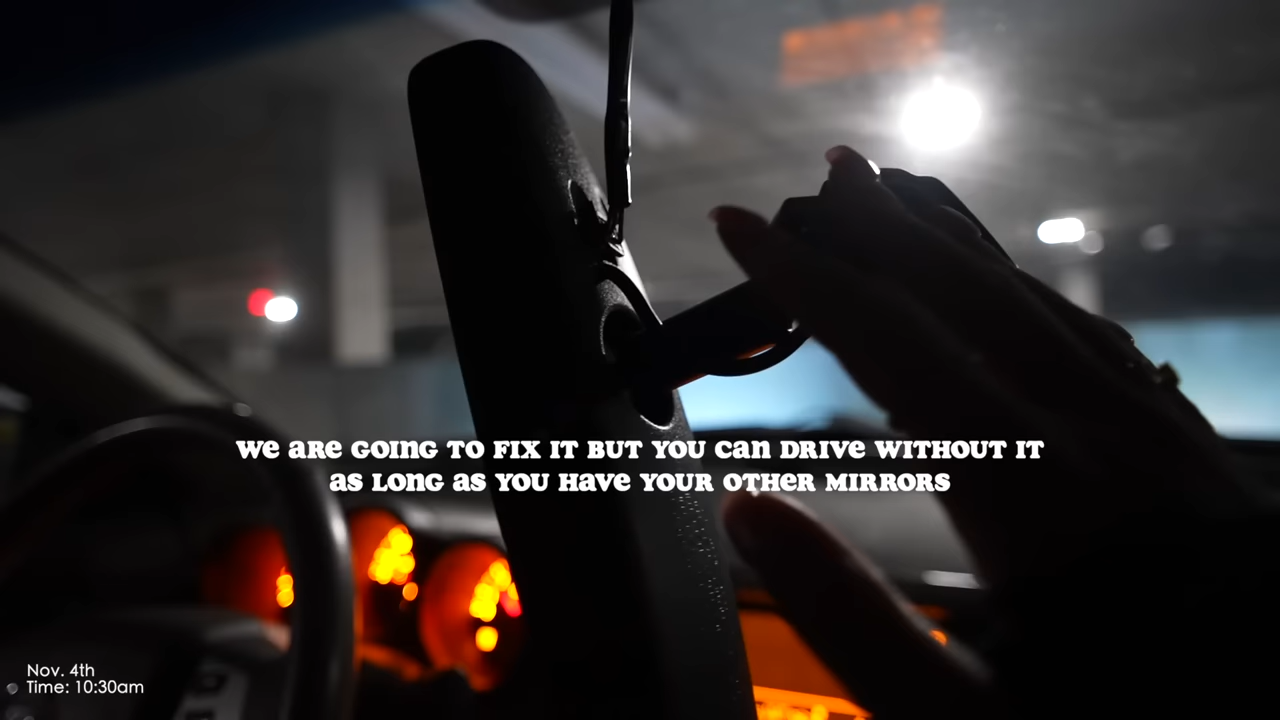 WE ARE GOING TO FIX IT BUT YOU CAN DRIVE WITHOUT IT
AS LONG AS YOU HAVE YOUR OTHER MIRRORS
Nov. 4th
Time: 10:30am